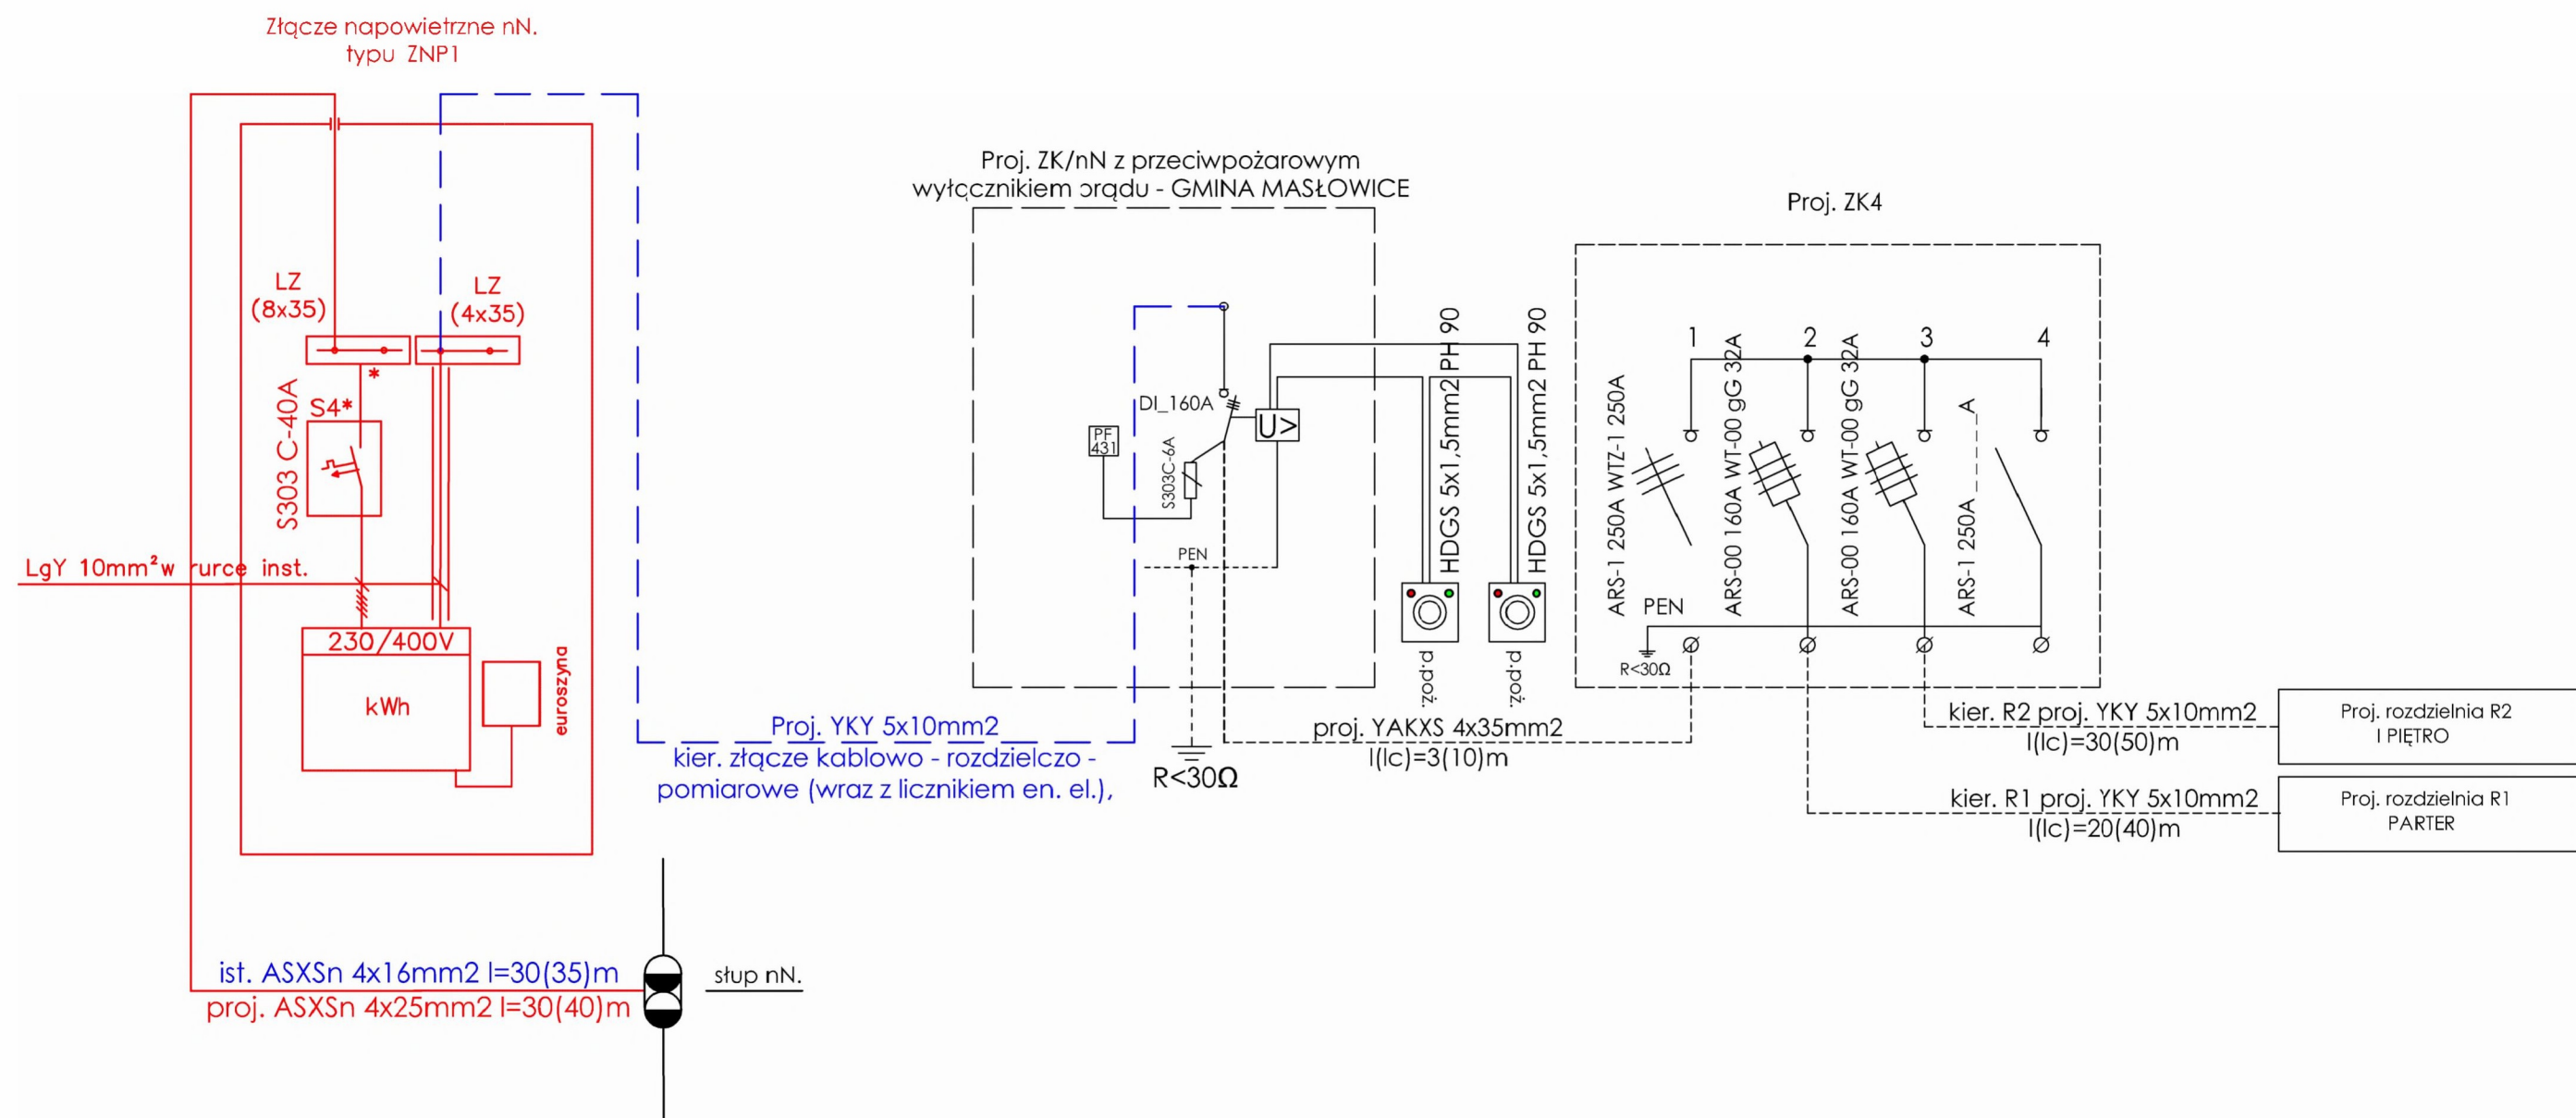 Złącze napowietrzne nN.
typu ZNP1
LZ
(8x35)
LZ
(4x35)
*
S4*
S303 C-40A
LgY 10mm²w rurce inst.
230/400V
kWh
euroszyna
Proj. YKY 5x10mm2
kier. złącze kablowo - rozdzielczo -
pomiarowe (wraz z licznikiem en. el.),
ist. ASXSn 4x16mm2 l=30(35)m
proj. ASXSn 4x25mm2 l=30(40)m
słup nN.
Proj. ZK/nN z przeciwpożarowym
wyłącznikiem prądu - GMINA MASŁOWICE
DI_160A
U>
PF
431
S303C-6A
PEN
R<30Ω
HDGS 5x1,5mm2 PH 90
HDGS 5x1,5mm2 PH 90
p.poż.
p.poż.
proj. YAKXS 4x35mm2
l(lc)=3(10)m
Proj. ZK4
1
2
3
4
ARS-1 250A WTZ-1 250A
ARS-00 160A WT-00 gG 32A
ARS-00 160A WT-00 gG 32A
ARS-1 250A ---- A
PEN
R<30Ω
kier. R2 proj. YKY 5x10mm2
l(lc)=30(50)m
Proj. rozdzielnia R2
I PIĘTRO
kier. R1 proj. YKY 5x10mm2
l(lc)=20(40)m
Proj. rozdzielnia R1
PARTER